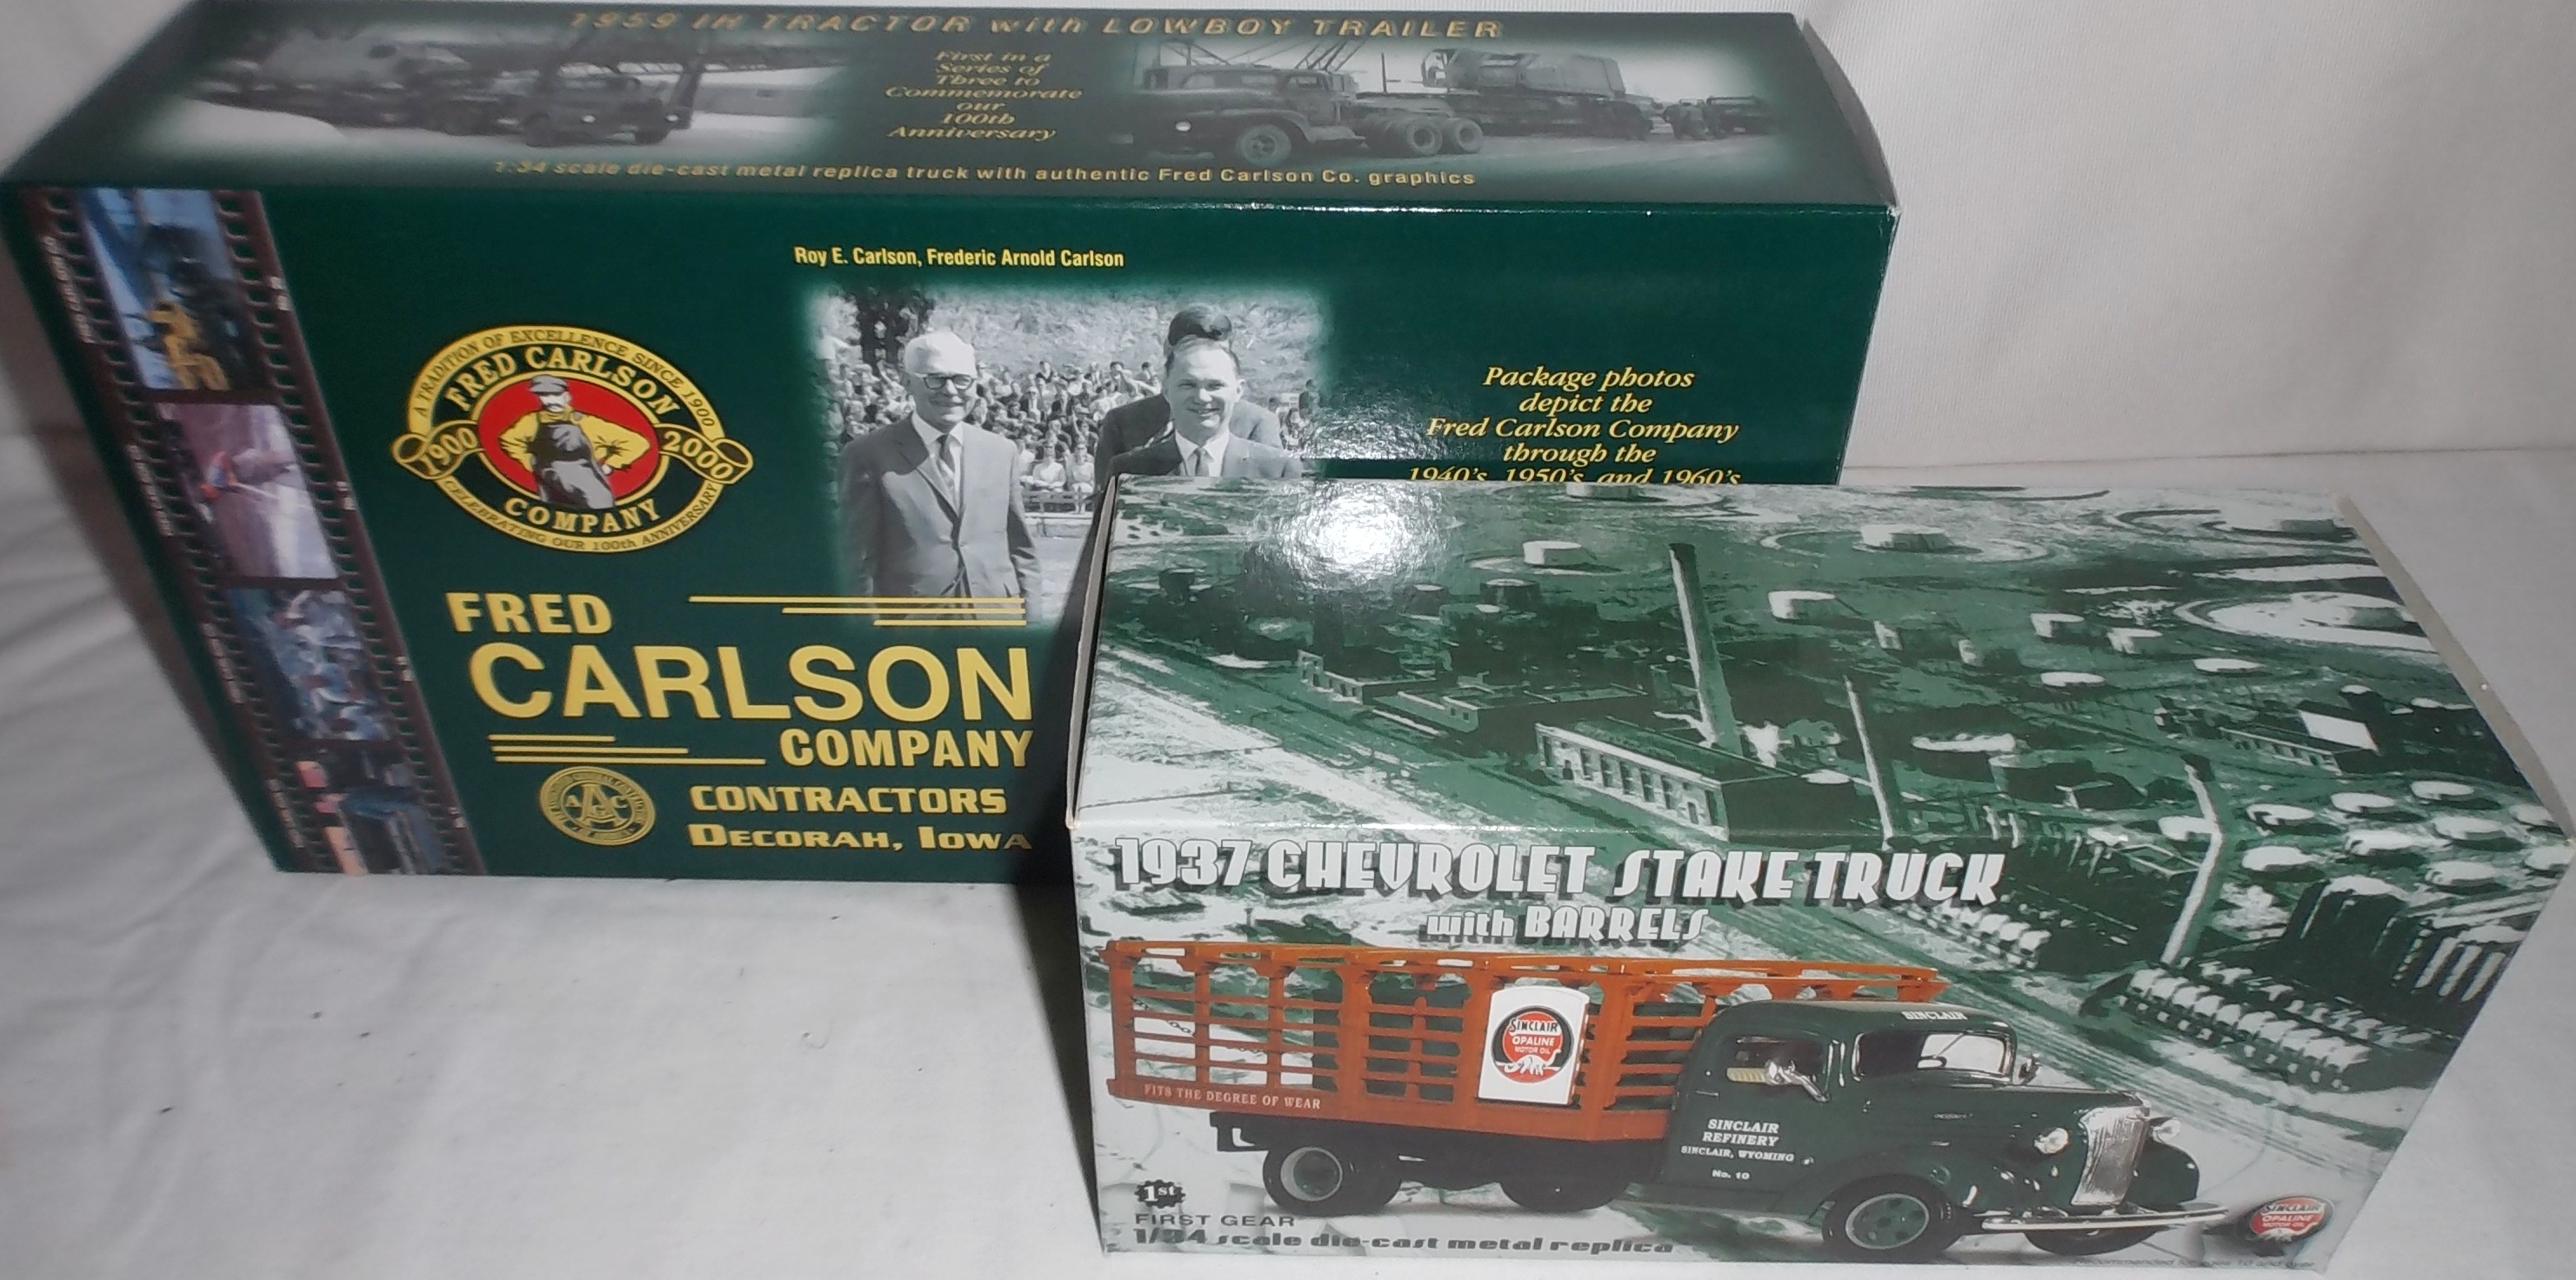 1959 IH TRACTOR with LOWBOY TRAILER
First in a
Series of
Three to
Commemorate
our
100th
Anniversary
1:34 scale die-cast metal replica truck with authentic Fred Carlson Co. graphics
Roy E. Carlson, Frederic Arnold Carlson
A TRADITION OF EXCELLENCE SINCE 1900
FRED CARLSON
1900 2000
COMPANY
CELEBRATING OUR 100th ANNIVERSARY
Package photos
depict the
Fred Carlson Company
through the
1940's, 1950's, and 1960's
FRED
CARLSON
COMPANY
AGC
CONTRACTORS
DECORAH, IOWA
1937 CHEVROLET STAKE TRUCK
with BARRELS
SINCLAIR
SINCLAIR
OPALINE
MOTOR OIL
FITS THE DEGREE OF WEAR
SINCLAIR
REFINERY
SINCLAIR, WYOMING
No. 10
1st
FIRST GEAR
1/34 scale die-cast metal replica
SINCLAIR
OPALINE
MOTOR OIL